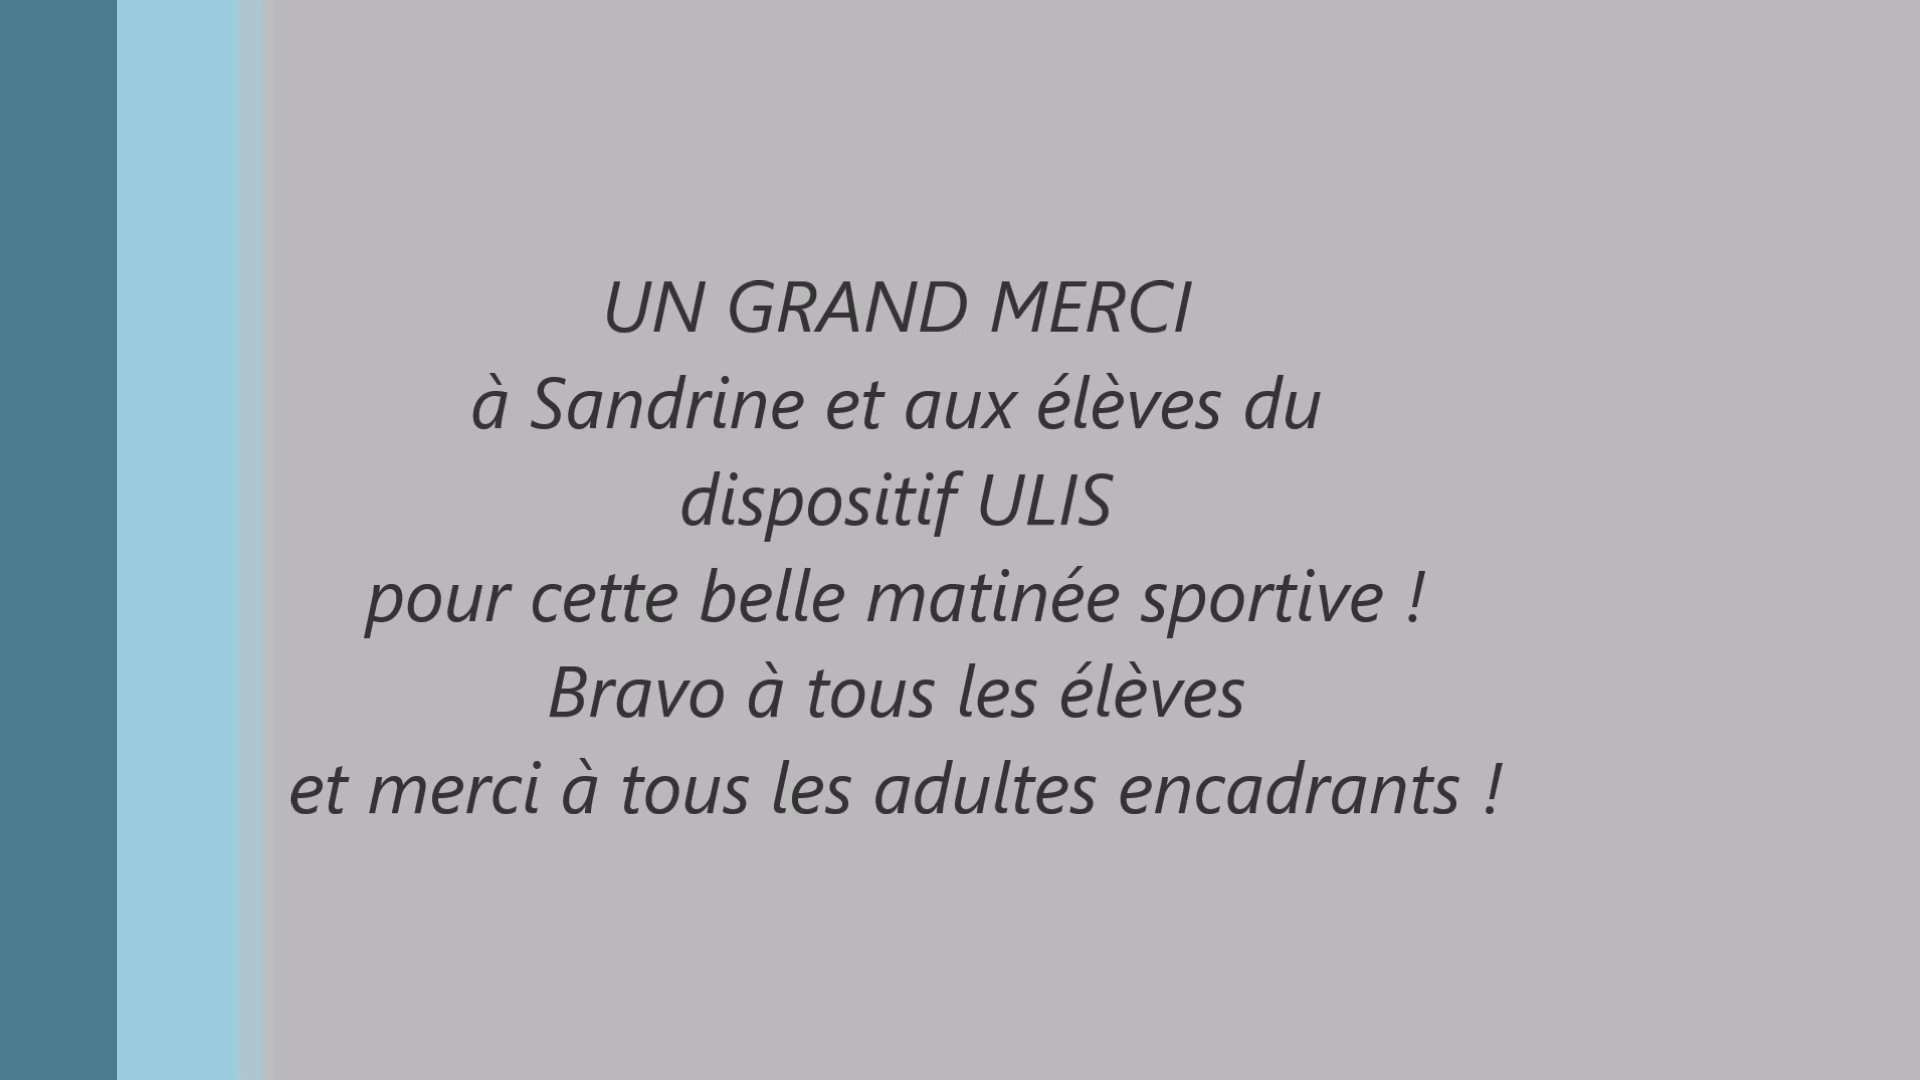 UN GRAND MERCI
à Sandrine et aux élèves du
dispositif ULIS
pour cette belle matinée sportive !
Bravo à tous les élèves
et merci à tous les adultes encadrants !